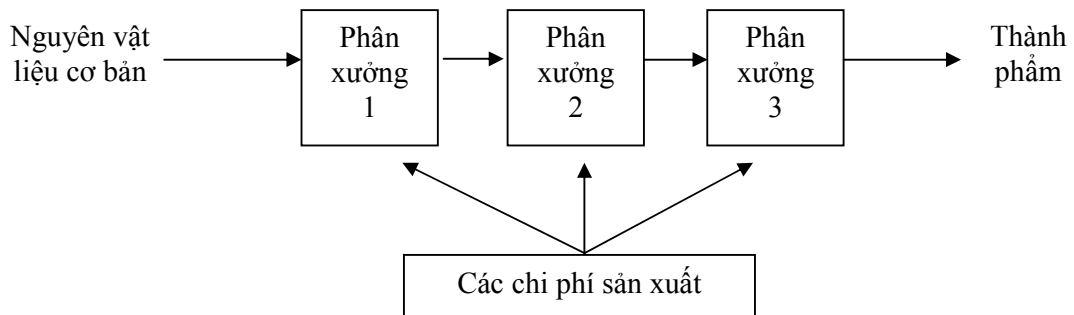 Nguyên vật
liệu cơ bản
Phân
xưởng
1
Phân
xưởng
2
Phân
xưởng
3
Thành
phẩm
Các chi phí sản xuất